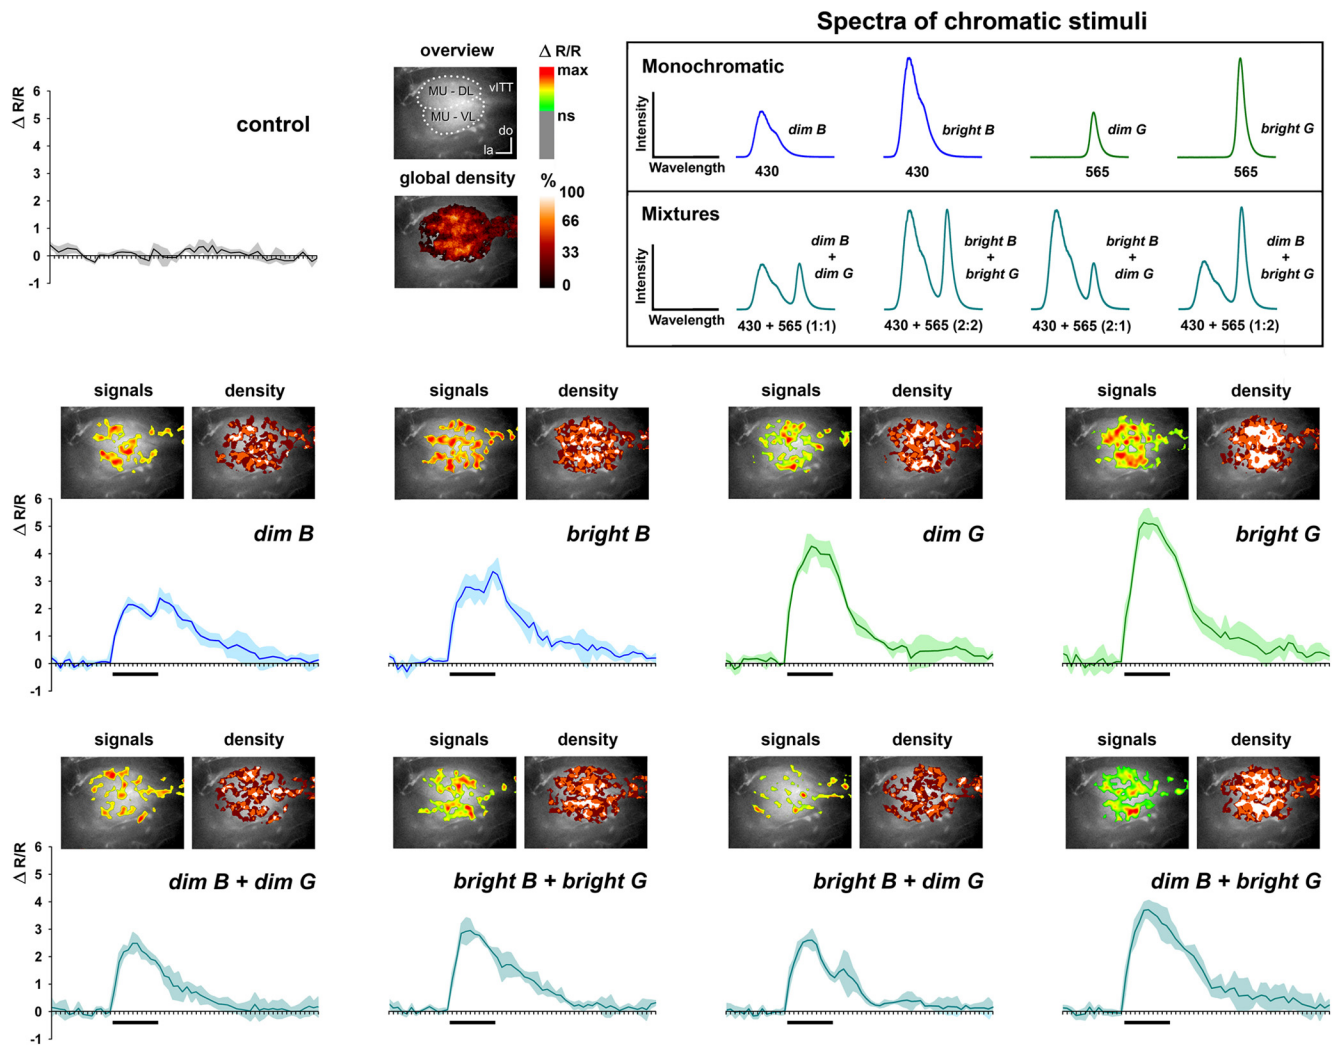 Spectra of chromatic stimuli
Δ R/R
6
5
4
3
2
1
0
-1
control
overview
MU - DL
MU - VL
vITT
do
la
Δ R/R
max
ns
global density
%
100
66
33
0
Monochromatic
Intensity
Wavelength
dim B
430
bright B
430
dim G
565
bright G
565
Mixtures
Intensity
Wavelength
dim B
+
dim G
430 + 565 (1:1)
bright B
+
bright G
430 + 565 (2:2)
bright B
+
dim G
430 + 565 (2:1)
dim B
+
bright G
430 + 565 (1:2)
signals density
signals density
signals density
signals density
Δ R/R
6
5
4
3
2
1
0
-1
dim B
bright B
dim G
bright G
signals density
signals density
signals density
signals density
Δ R/R
6
5
4
3
2
1
0
-1
dim B + dim G
bright B + bright G
bright B + dim G
dim B + bright G